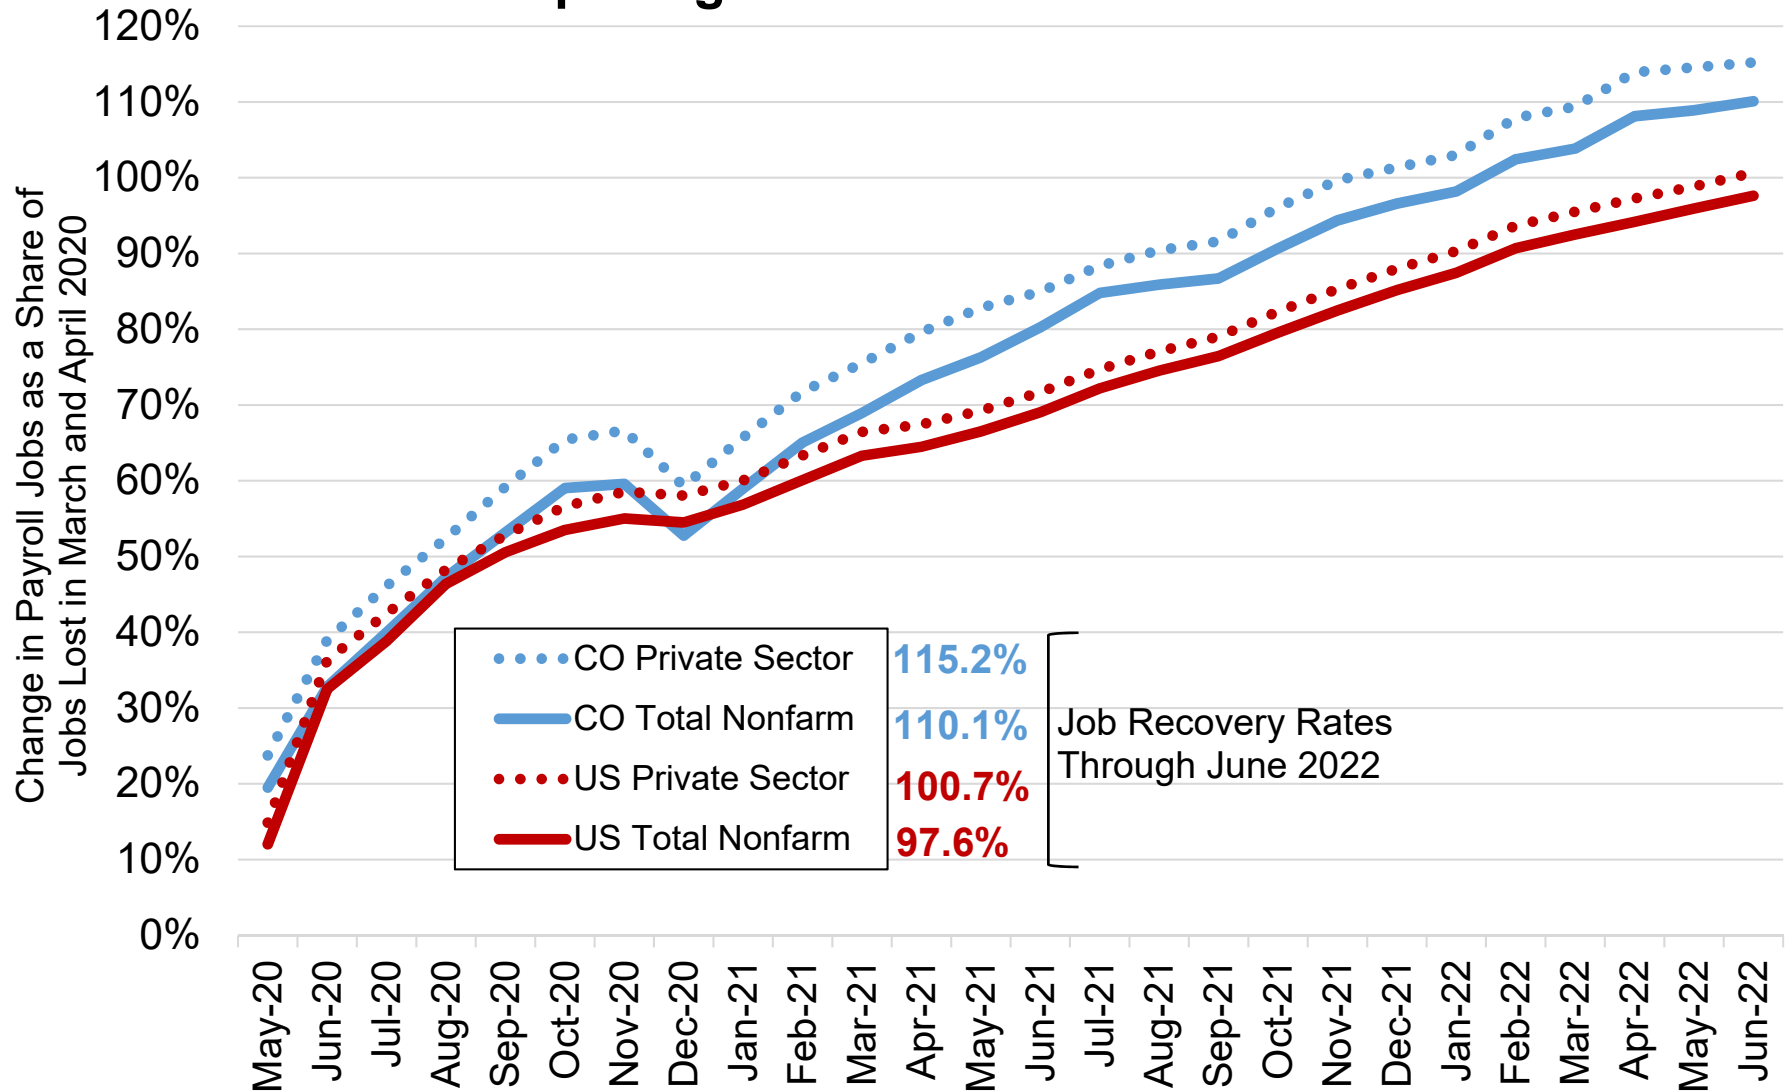 120%
110%
100%
90%
80%
70%
60%
50%
40%
30%
20%
10%
0%
Change in Payroll Jobs as a Share of
Jobs Lost in March and April 2020
CO Private Sector 115.2%
CO Total Nonfarm 110.1%
US Private Sector 100.7%
US Total Nonfarm 97.6%
Job Recovery Rates
Through June 2022
May-20
Jun-20
Jul-20
Aug-20
Sep-20
Oct-20
Nov-20
Dec-20
Jan-21
Feb-21
Mar-21
Apr-21
May-21
Jun-21
Jul-21
Aug-21
Sep-21
Oct-21
Nov-21
Dec-21
Jan-22
Feb-22
Mar-22
Apr-22
May-22
Jun-22